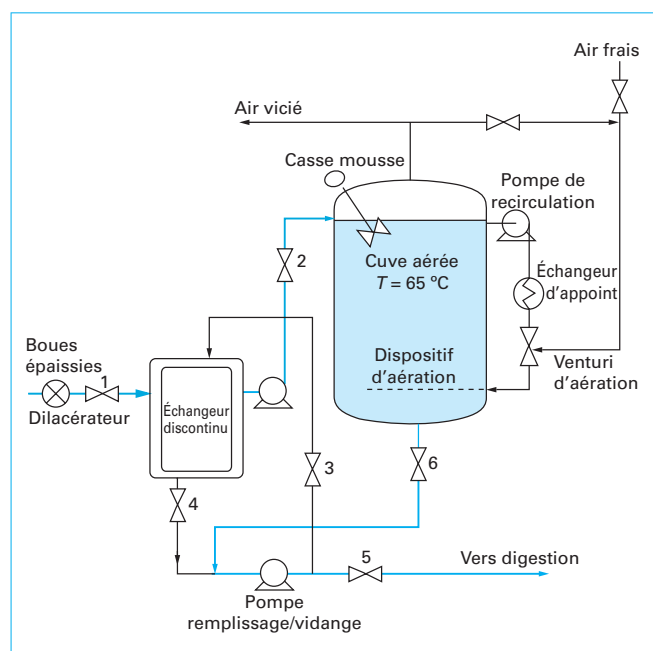 Air frais
Air vicié
Casse mousse
Pompe de
recirculation
2
Cuve aérée
T = 65 °C
Échangeur
d'appoint
Boues
épaissies
1
Dilacérateur
Échangeur
discontinu
Dispositif
d'aération
Venturi
d'aération
3
6
4
5
Vers digestion
Pompe
remplissage/vidange